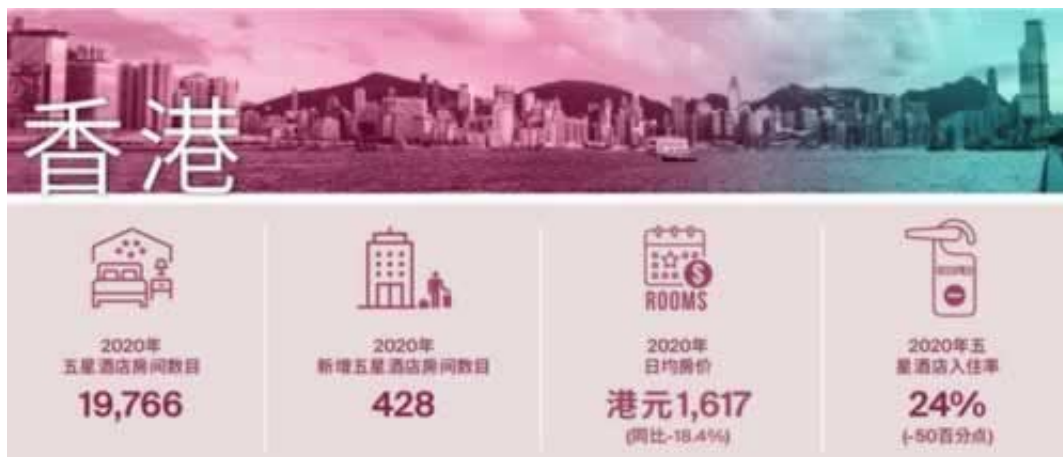 香港
ROOMS
2020年
五星酒店房间数目
19,766
2020年
新增五星酒店房间数目
428
2020年
日均房价
港元1,617
(同比-18.4%)
2020年五
星酒店入住率
24%
(-50百分点)